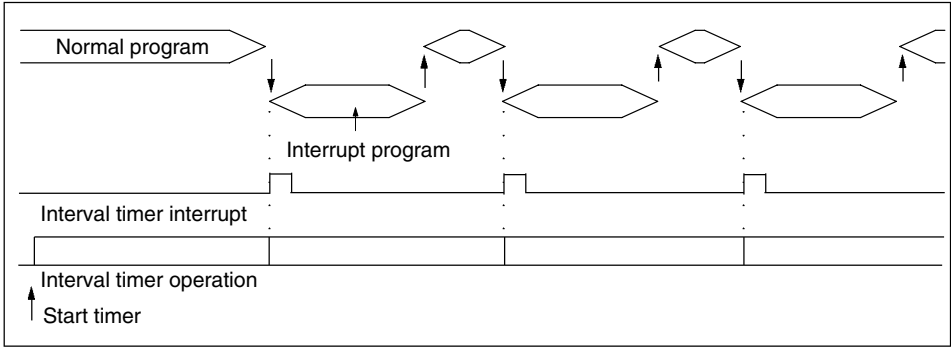 Normal program
Interrupt program
Interval timer interrupt
Interval timer operation
Start timer